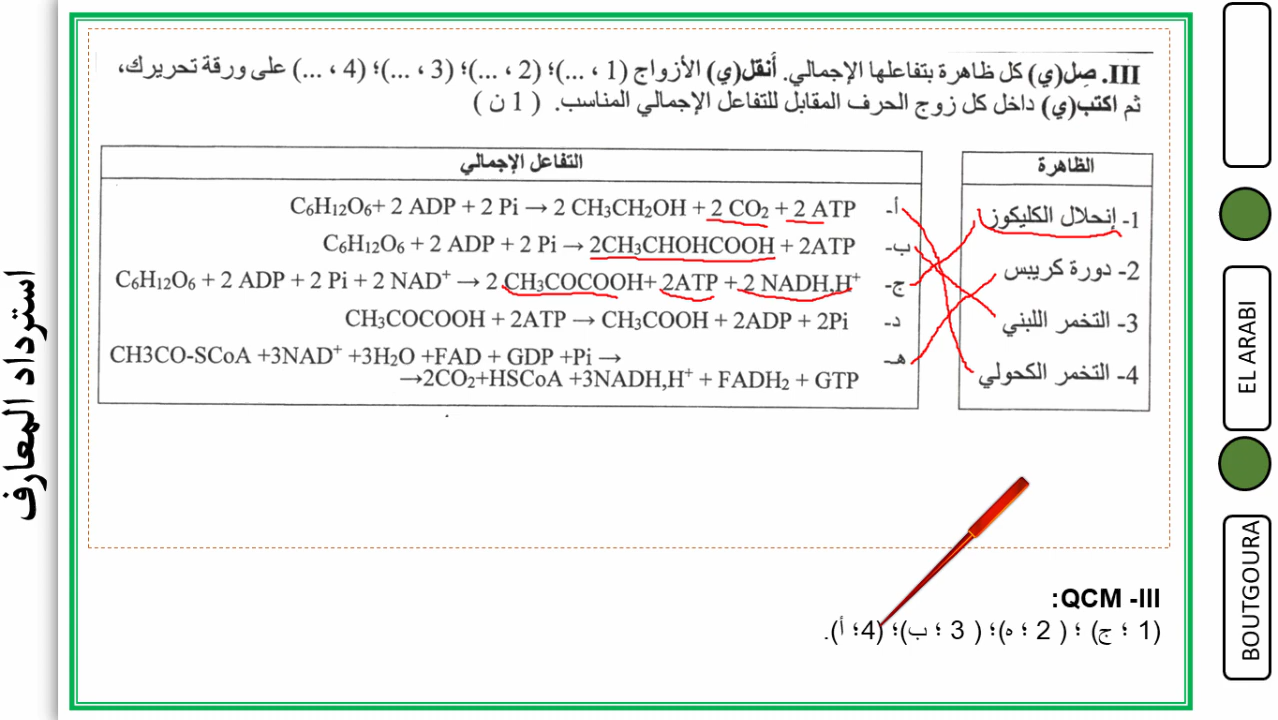 III. صِل(ي) كل ظاهرة بتفاعلها الإجمالي. أَنقل(ي) الأزواج (1 ، ...)؛ (2 ، ...)؛ (3 ، ...)؛ (4 ، ...) على ورقة تحريرك،
ثم اكتب(ي) داخل كل زوج الحرف المقابل للتفاعل الإجمالي المناسب. ( 1 ن )
الظاهرة
1- إنحلال الكليكوز
2- دورة كريبس
3- التخمر اللبني
4- التخمر الكحولي
التفاعل الإجمالي
أ- C₆H₁₂O₆+ 2 ADP + 2 Pi → 2 CH₃CH₂OH + 2 CO₂ + 2 ATP
ب- C₆H₁₂O₆ + 2 ADP + 2 Pi → 2CH₃CHOHCOOH + 2ATP
ج- C₆H₁₂O₆ + 2 ADP + 2 Pi + 2 NAD⁺ → 2 CH₃COCOOH+ 2ATP + 2 NADH,H⁺
د- CH₃COCOOH + 2ATP → CH₃COOH + 2ADP + 2Pi
هـ- CH3CO-SCoA +3NAD⁺ +3H₂O +FAD + GDP +Pi →
→2CO₂+HSCoA +3NADH,H⁺ + FADH₂ + GTP
QCM -III:
(1 ؛ ج) ؛ ( 2 ؛ ه)؛ ( 3 ؛ ب)؛ (4؛ أ).
استرداد المعارف
EL ARABI
BOUTGOURA